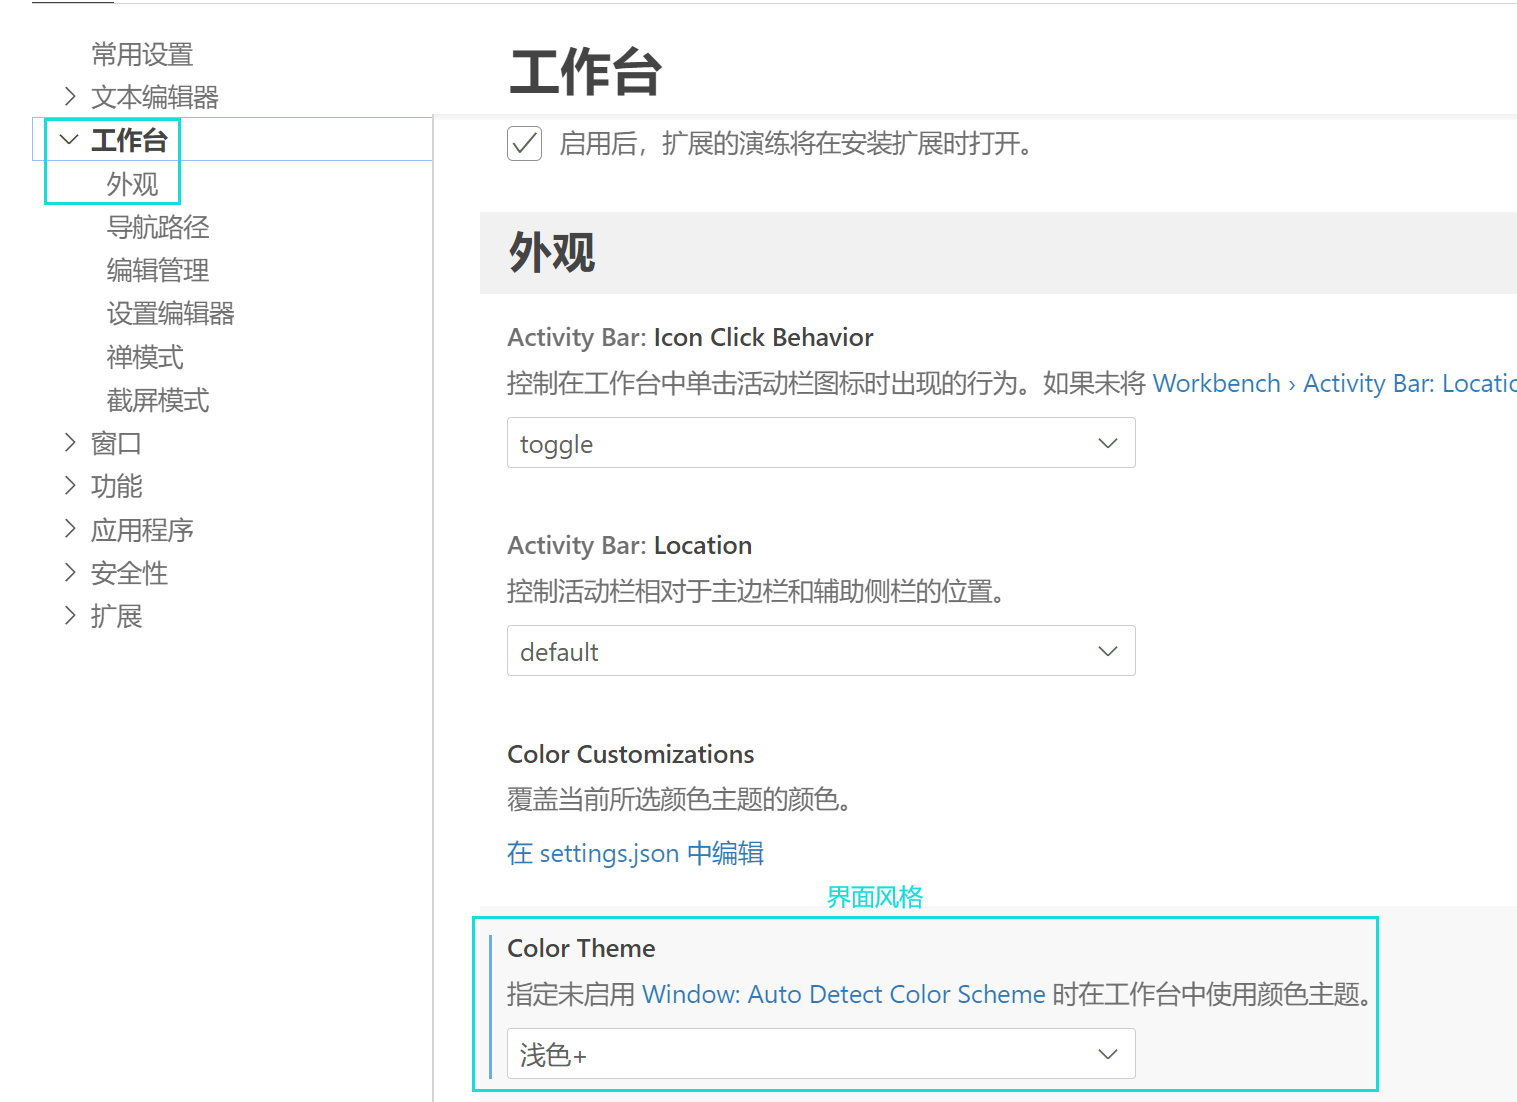 常用设置
文本编辑器
工作台
外观
导航路径
编辑管理
设置编辑器
禅模式
截屏模式
窗口
功能
应用程序
安全性
扩展
工作台
启用后，扩展的演练将在安装扩展时打开。
外观
Activity Bar: Icon Click Behavior
控制在工作台中单击活动栏图标时出现的行为。如果未将 Workbench › Activity Bar: Locatio
toggle
Activity Bar: Location
控制活动栏相对于主边栏和辅助侧栏的位置。
default
Color Customizations
覆盖当前所选颜色主题的颜色。
在 settings.json 中编辑
界面风格
Color Theme
指定未启用 Window: Auto Detect Color Scheme 时在工作台中使用颜色主题。
浅色+